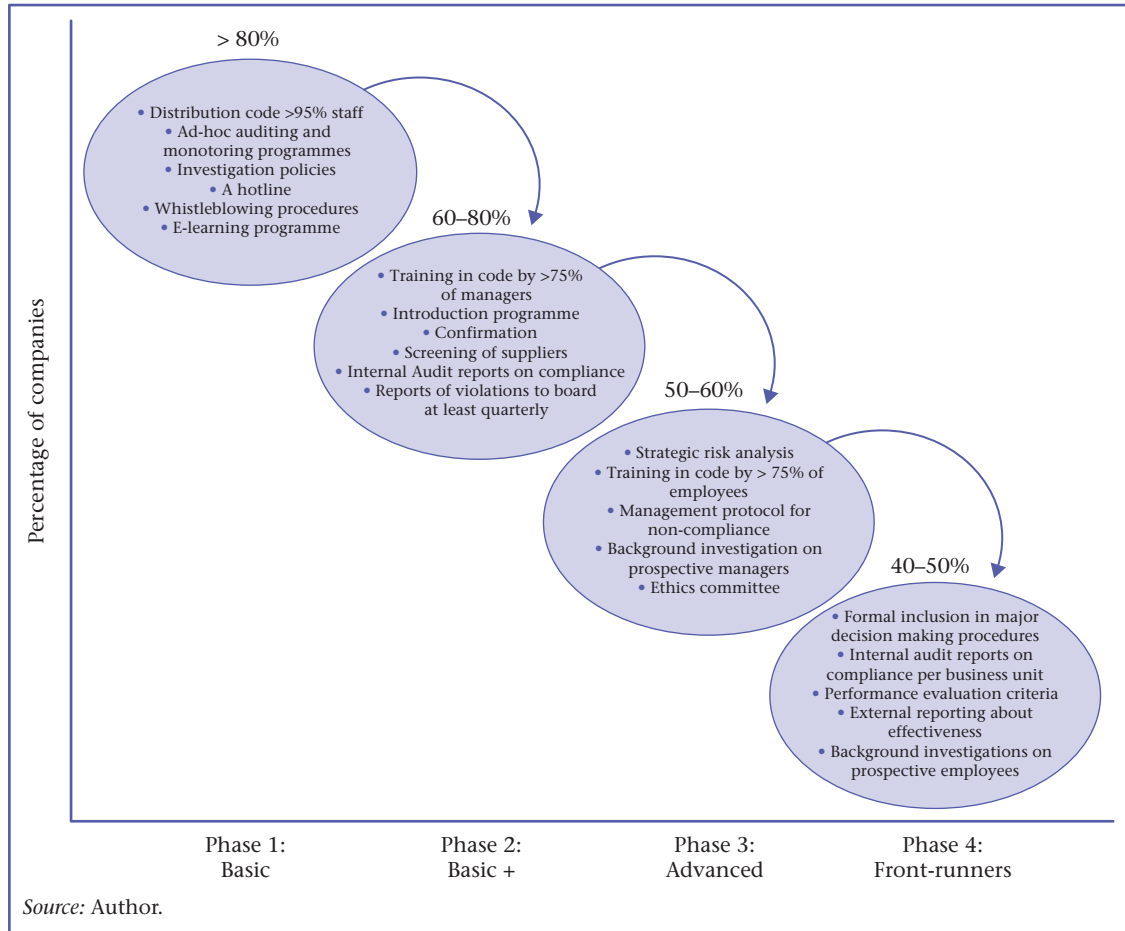 > 80%
• Distribution code >95% staff
• Ad-hoc auditing and
monotoring programmes
• Investigation policies
• A hotline
• Whistleblowing procedures
• E-learning programme
60–80%
• Training in code by >75%
of managers
• Introduction programme
• Confirmation
• Screening of suppliers
• Internal Audit reports on compliance
• Reports of violations to board
at least quarterly
50–60%
• Strategic risk analysis
• Training in code by > 75% of
employees
• Management protocol for
non-compliance
• Background investigation on
prospective managers
• Ethics committee
40–50%
• Formal inclusion in major
decision making procedures
• Internal audit reports on
compliance per business unit
• Performance evaluation criteria
• External reporting about
effectiveness
• Background investigations on
prospective employees
Percentage of companies
Phase 1:
Basic
Phase 2:
Basic +
Phase 3:
Advanced
Phase 4:
Front-runners
Source: Author.